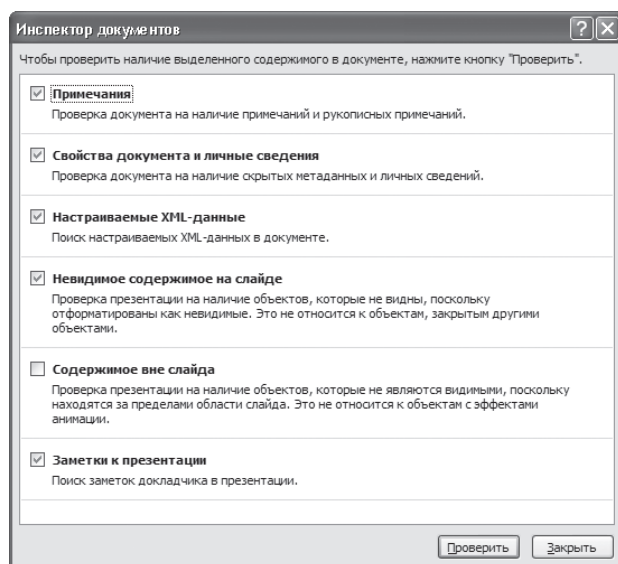 Инспектор документов
Чтобы проверить наличие выделенного содержимого в документе, нажмите кнопку "Проверить".
Примечания
Проверка документа на наличие примечаний и рукописных примечаний.
Свойства документа и личные сведения
Проверка документа на наличие скрытых метаданных и личных сведений.
Настраиваемые XML-данные
Поиск настраиваемых XML-данных в документе.
Невидимое содержимое на слайде
Проверка презентации на наличие объектов, которые не видны, поскольку
отформатированы как невидимые. Это не относится к объектам, закрытым другими
объектами.
Содержимое вне слайда
Проверка презентации на наличие объектов, которые не являются видимыми, поскольку
находятся за пределами области слайда. Это не относится к объектам с эффектами
анимации.
Заметки к презентации
Поиск заметок докладчика в презентации.
Проверить Закрыть